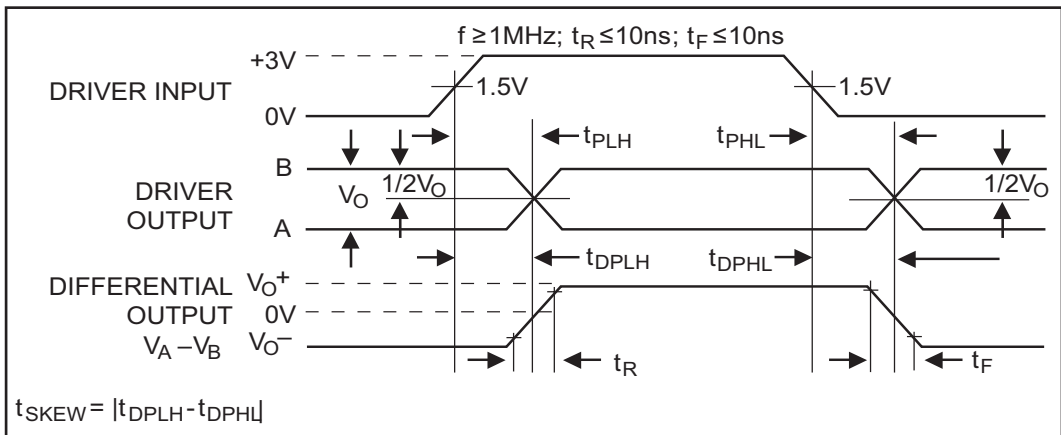 f ≥1MHz; tR ≤10ns; tF ≤10ns
+3V
DRIVER INPUT
1.5V
1.5V
0V
tPLH
tPHL
B
DRIVER
OUTPUT
VO
1/2VO
1/2VO
A
tDPLH
tDPHL
DIFFERENTIAL
OUTPUT
VA –VB
VO+
0V
VO–
tR
tF
tSKEW = |tDPLH - tDPHL|